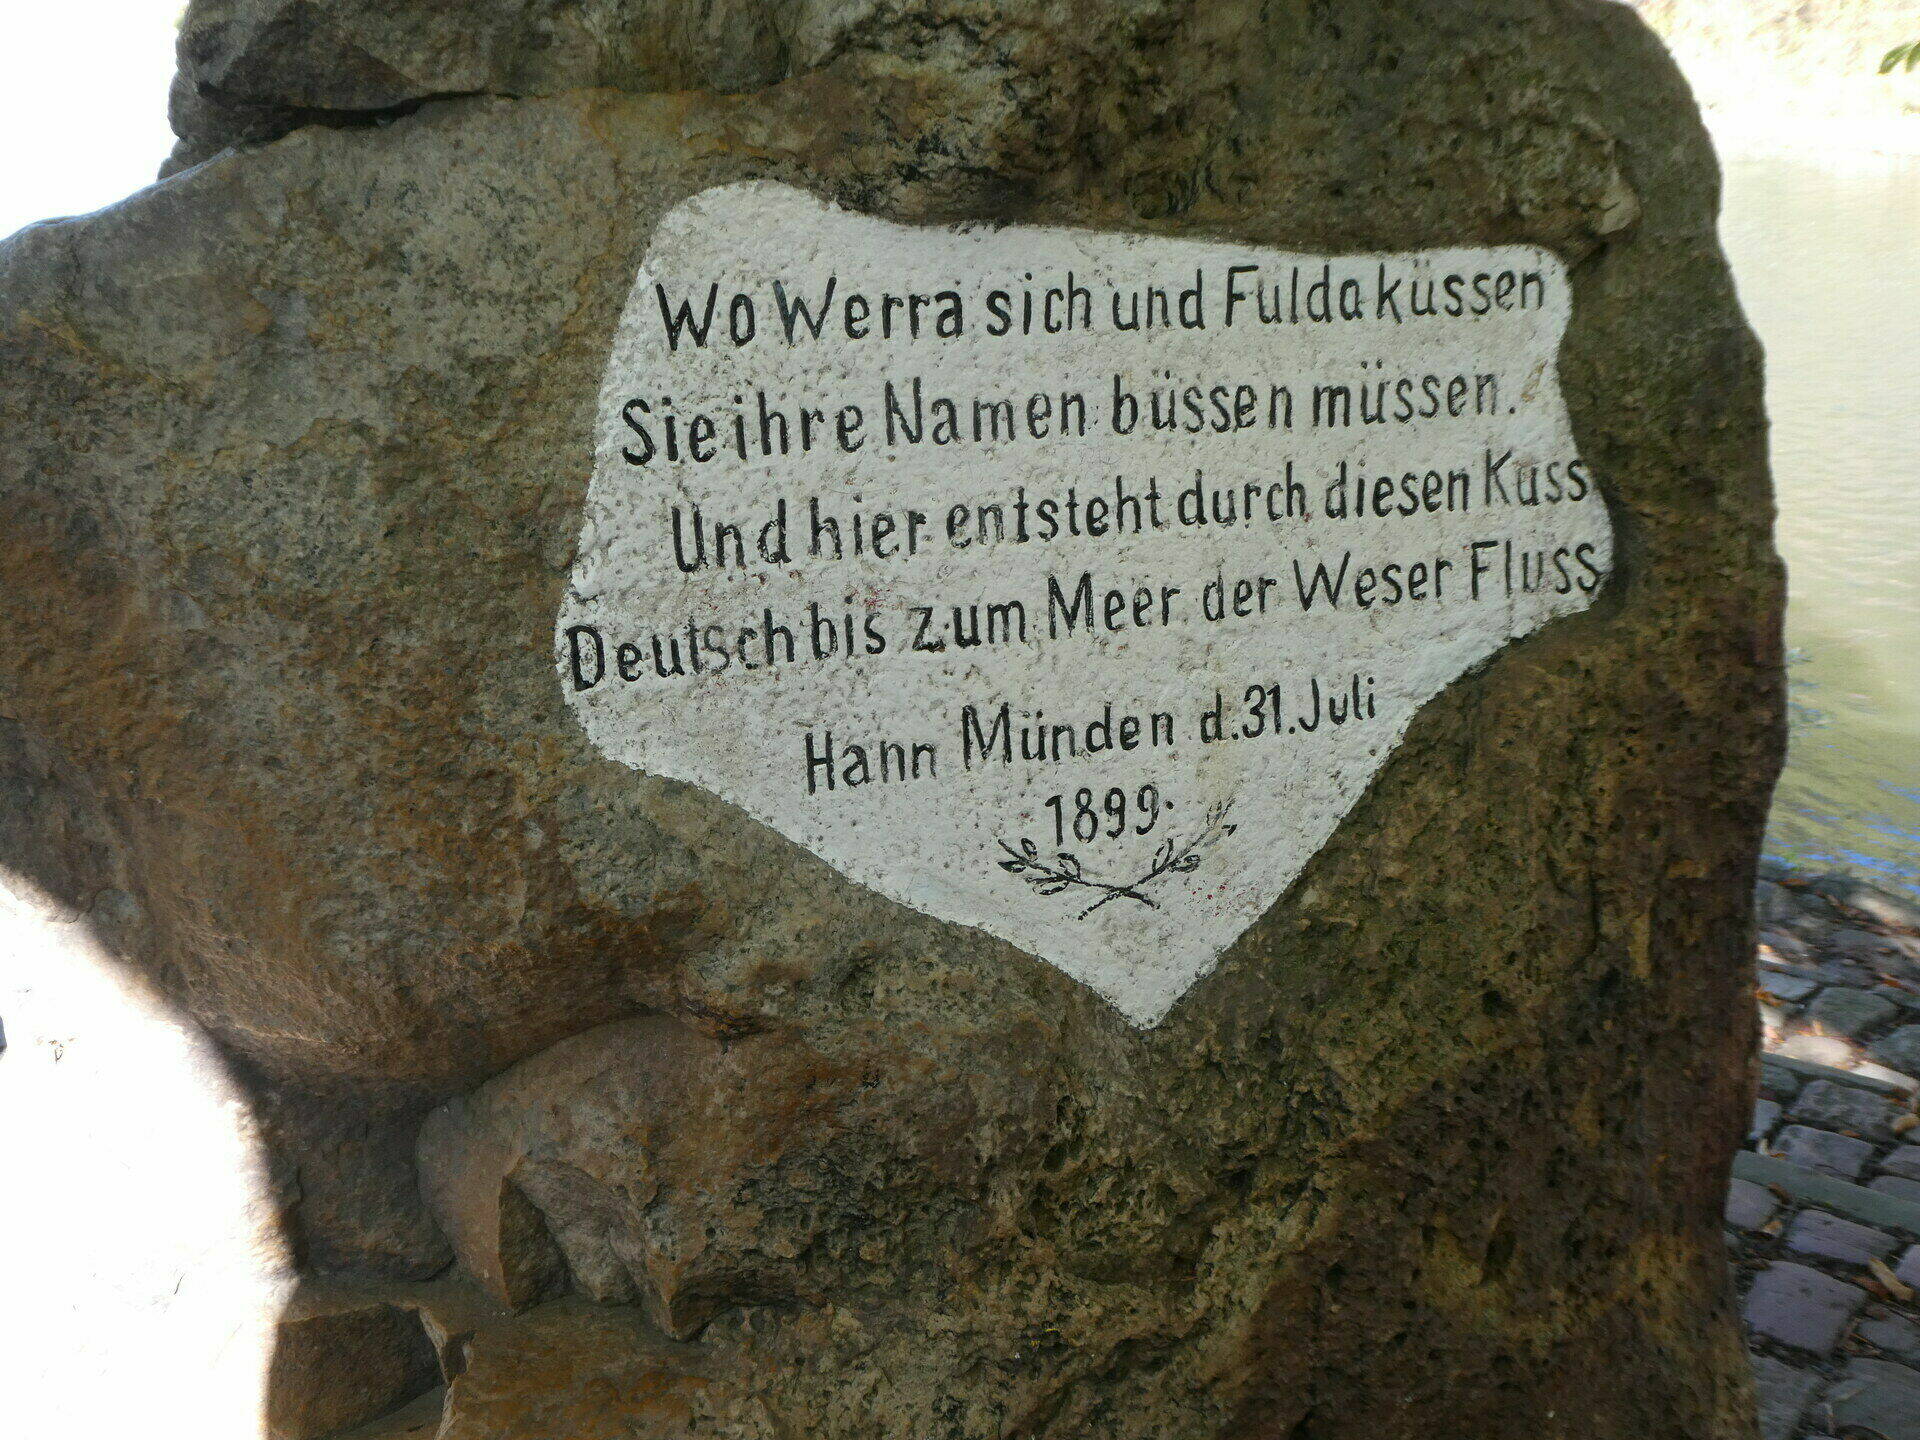 Wo Werra sich und Fulda küssen
Sie ihre Namen büssen müssen.
Und hier entsteht durch diesen Kuss
Deutsch bis zum Meer der Weser Fluss
Hann Münden d.31.Juli
1899.